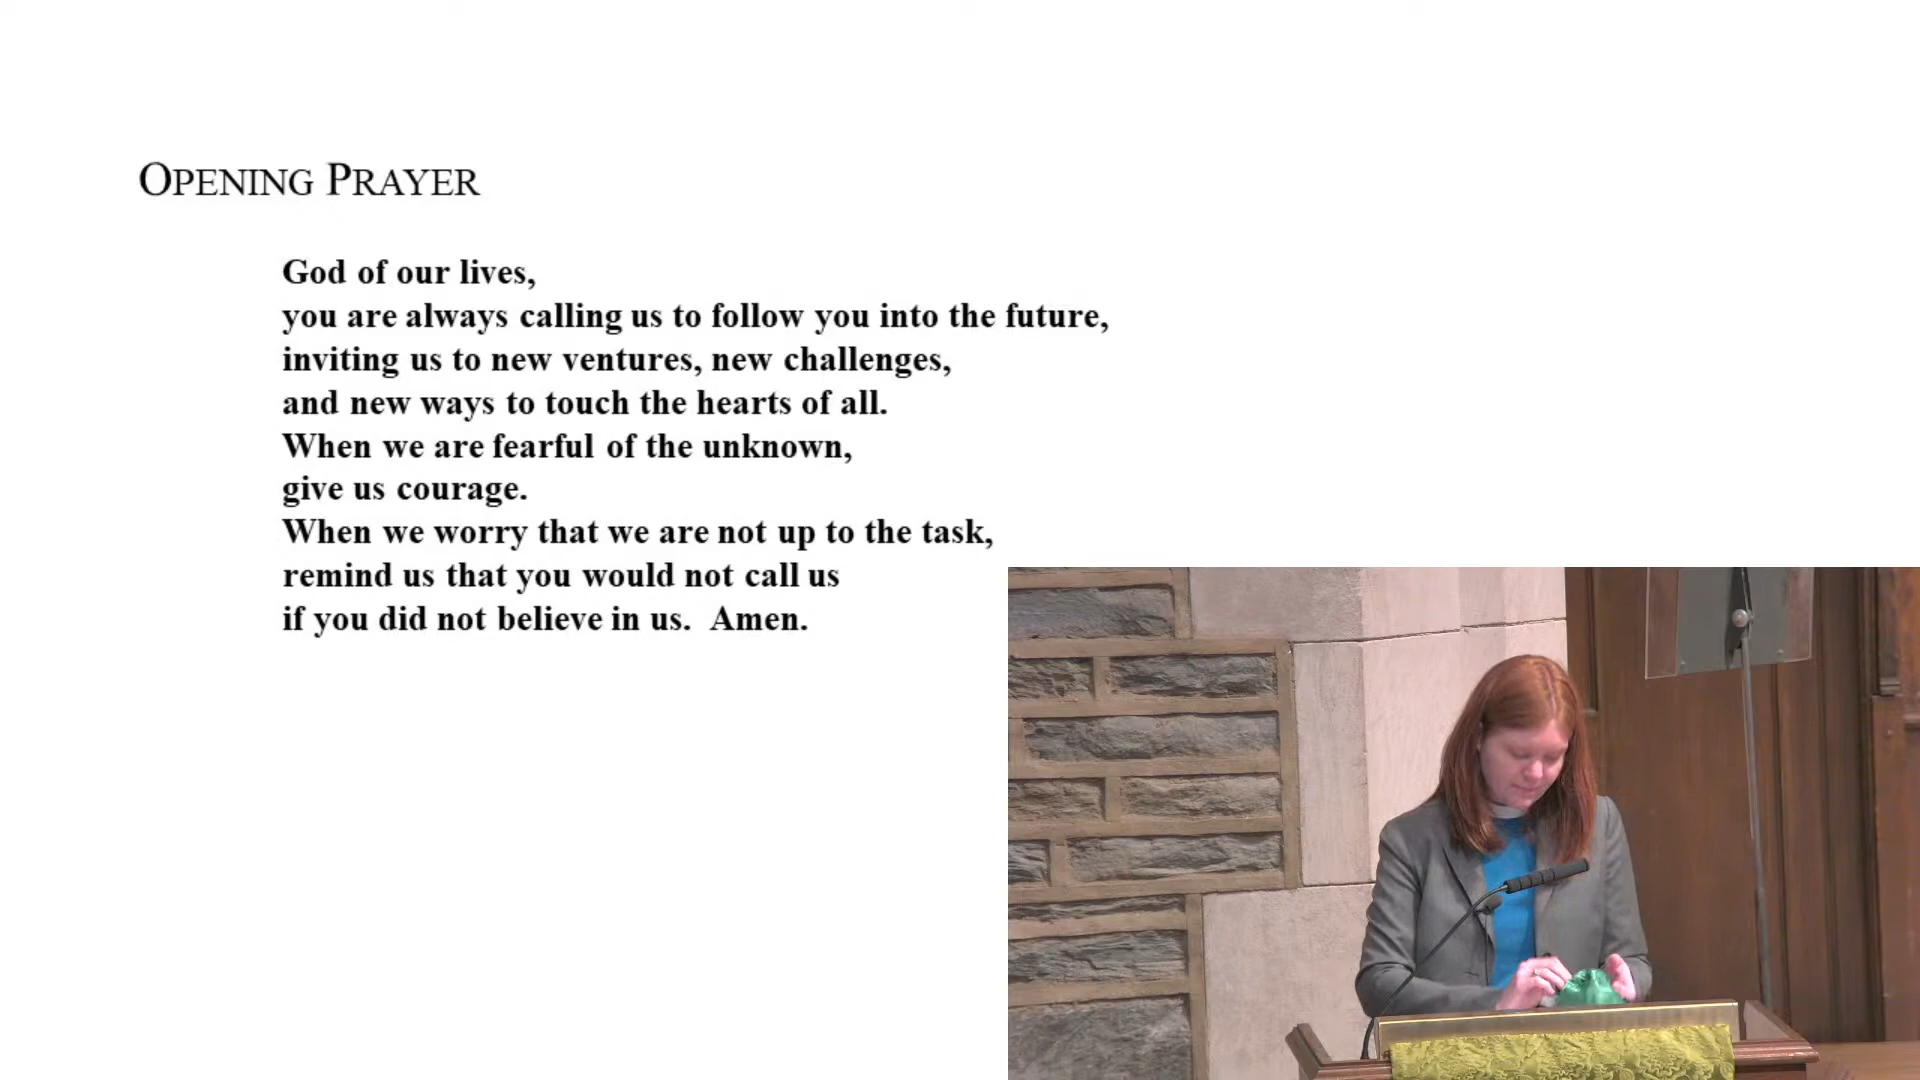 OPENING PRAYER
God of our lives,
you are always calling us to follow you into the future,
inviting us to new ventures, new challenges,
and new ways to touch the hearts of all.
When we are fearful of the unknown,
give us courage.
When we worry that we are not up to the task,
remind us that you would not call us
if you did not believe in us.  Amen.